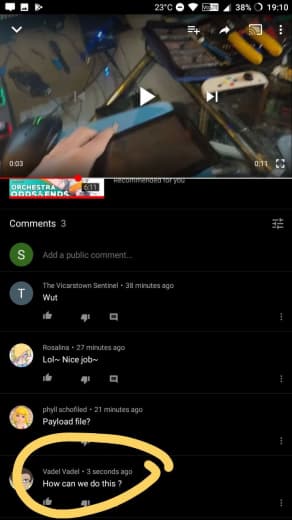 23°C 38% 19:10
0:03 0:11
ORCHESTRA
ODDS&ENDS 6:11
Recommended for you
Comments 3
S Add a public comment...
T The Vicarstown Sentinel • 38 minutes ago
Wut
Rosalina • 27 minutes ago
Lol~ Nice job~
phyll schofiled • 21 minutes ago
Payload file?
Vadel Vadel • 3 seconds ago
How can we do this ?